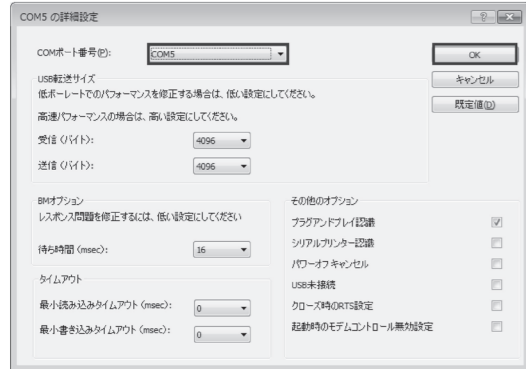 COM5 の詳細設定
COMポート番号(P):
COM5
OK
キャンセル
既定値(D)
USB転送サイズ
低ボーレートでのパフォーマンスを修正する場合は、低い設定にしてください。
高速パフォーマンスの場合は、高い設定にしてください。
受信 (バイト):
4096
送信 (バイト):
4096
BMオプション
レスポンス問題を修正するには、低い設定にしてください
待ち時間 (msec):
16
タイムアウト
最小読み込みタイムアウト (msec):
0
最小書き込みタイムアウト (msec):
0
その他のオプション
プラグアンドプレイ認識
シリアルプリンター認識
パワーオフ キャンセル
USB未接続
クローズ時のRTS設定
起動時のモデムコントロール無効設定